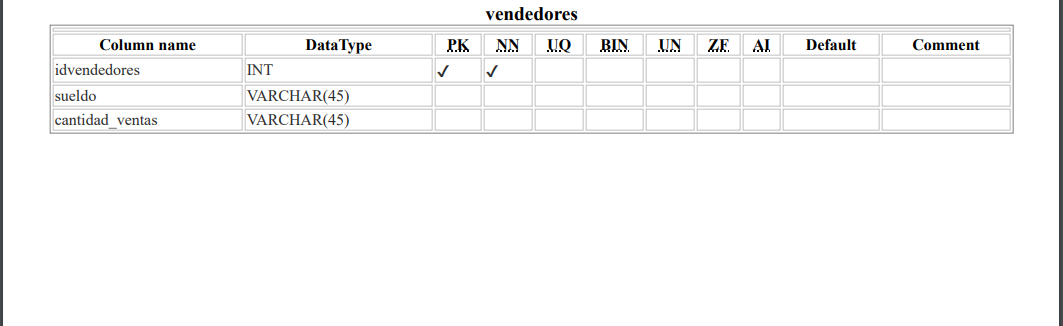 vendedores
Column name DataType PK NN UQ BIN UN ZF AI Default Comment
idvendedores INT ✓ ✓
sueldo VARCHAR(45)
cantidad_ventas VARCHAR(45)